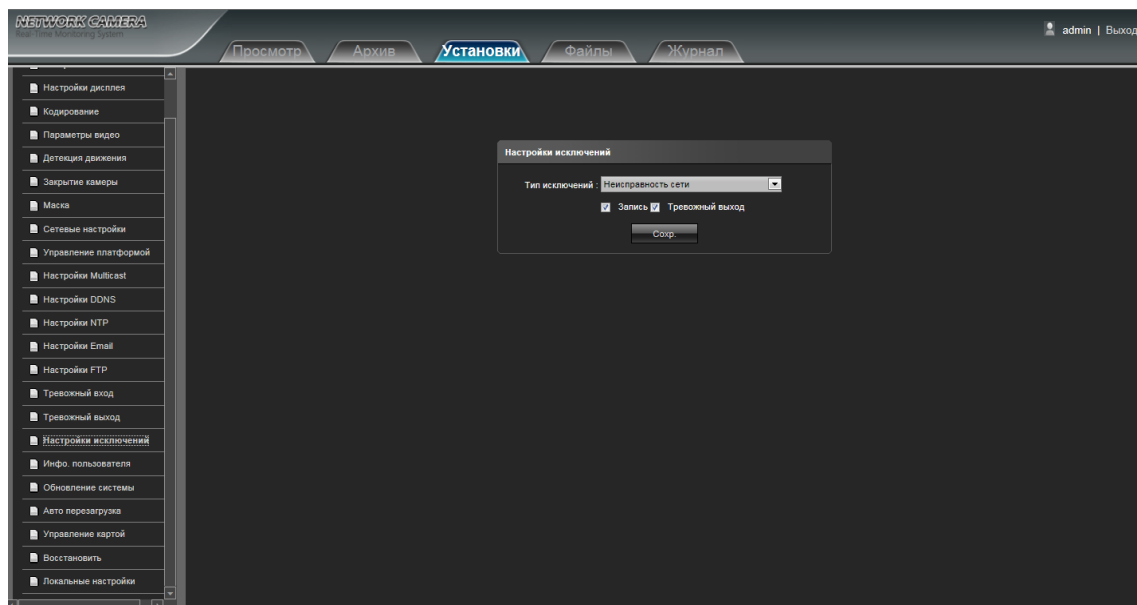 NETWORK CAMERA
Real-Time Monitoring System
Просмотр
Архив
Установки
Файлы
Журнал
admin | Выход
Настройки дисплея
Кодирование
Параметры видео
Детекция движения
Закрытие камеры
Маска
Сетевые настройки
Управление платформой
Настройки Multicast
Настройки DDNS
Настройки NTP
Настройки Email
Настройки FTP
Тревожный вход
Тревожный выход
Настройки исключений
Инфо. пользователя
Обновление системы
Авто перезагрузка
Управление картой
Восстановить
Локальные настройки
Настройки исключений
Тип исключений : Неисправность сети
Запись Тревожный выход
Сохр.